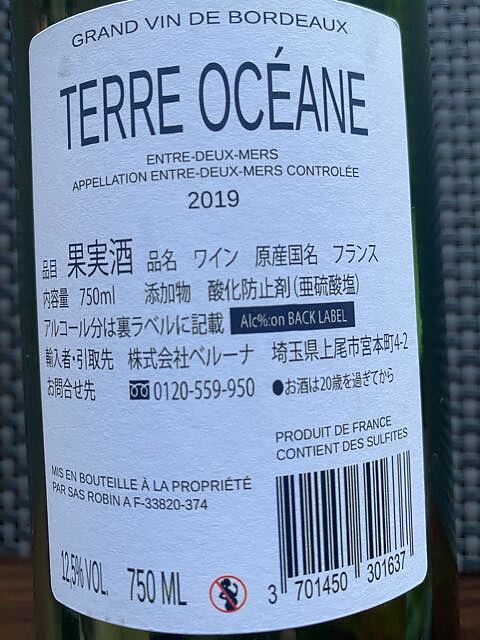 GRAND VIN DE BORDEAUX
TERRE OCÉANE
ENTRE-DEUX-MERS
APPELLATION ENTRE-DEUX-MERS CONTROLÉE
2019
品目 果実酒 品名 ワイン 原産国名 フランス
内容量 750ml 添加物 酸化防止剤(亜硫酸塩)
アルコール分は裏ラベルに記載 Alc%:on BACK LABEL
輸入者・引取先 株式会社ベルーナ 埼玉県上尾市宮本町4-2
お問合せ先 0120-559-950 ●お酒は20歳を過ぎてから
PRODUIT DE FRANCE
CONTIENT DES SULFITES
MIS EN BOUTEILLE À LA PROPRIÉTÉ
PAR SAS ROBIN A F-33820-374
12,5% VOL. 750 ML
3 701450 301637